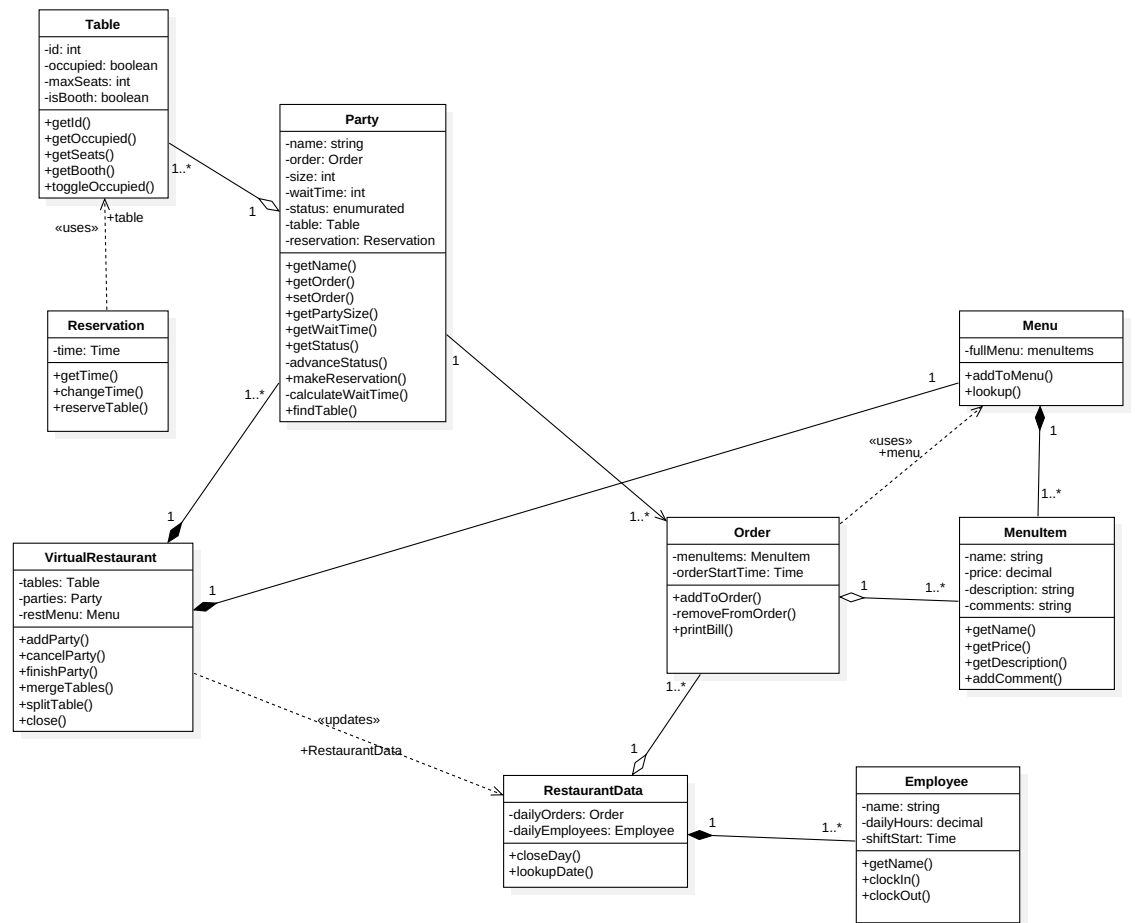 Table
-id: int
-occupied: boolean
-maxSeats: int
-isBooth: boolean
+getId()
+getOccupied()
+getSeats()
+getBooth()
+toggleOccupied()
1..*
1
Party
-name: string
-order: Order
-size: int
-waitTime: int
-status: enumurated
-table: Table
-reservation: Reservation
+getName()
+getOrder()
+setOrder()
+getPartySize()
+getWaitTime()
+getStatus()
-advanceStatus()
+makeReservation()
-calculateWaitTime()
+findTable()
«uses»
+table
Reservation
-time: Time
+getTime()
+changeTime()
+reserveTable()
1..*
1
1
1..*
Menu
-fullMenu: menuItems
+addToMenu()
+lookup()
1
1
«uses»
+menu
1
1..*
VirtualRestaurant
-tables: Table
-parties: Party
-restMenu: Menu
+addParty()
+cancelParty()
+finishParty()
+mergeTables()
+splitTable()
+close()
Order
-menuItems: MenuItem
-orderStartTime: Time
+addToOrder()
-removeFromOrder()
+printBill()
1
1..*
MenuItem
-name: string
-price: decimal
-description: string
-comments: string
+getName()
+getPrice()
+getDescription()
+addComment()
«updates»
+RestaurantData
1..*
1
RestaurantData
-dailyOrders: Order
-dailyEmployees: Employee
+closeDay()
+lookupDate()
1
1..*
Employee
-name: string
-dailyHours: decimal
-shiftStart: Time
+getName()
+clockIn()
+clockOut()